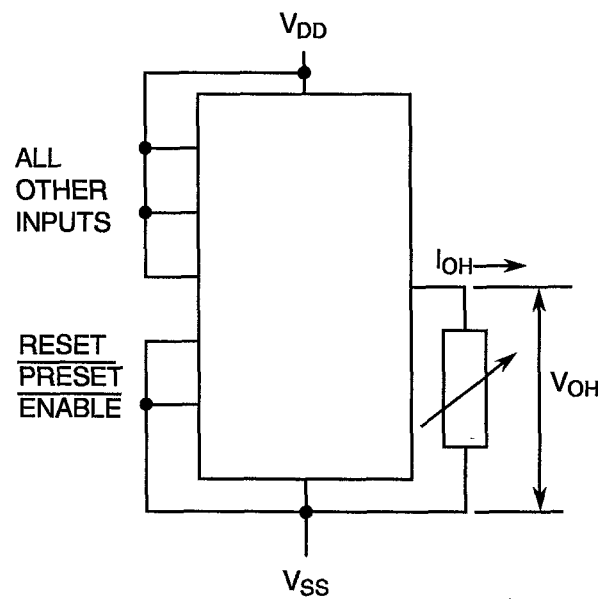 VDD
ALL
OTHER
INPUTS
IOH
RESET
PRESET
ENABLE
VOH
VSS